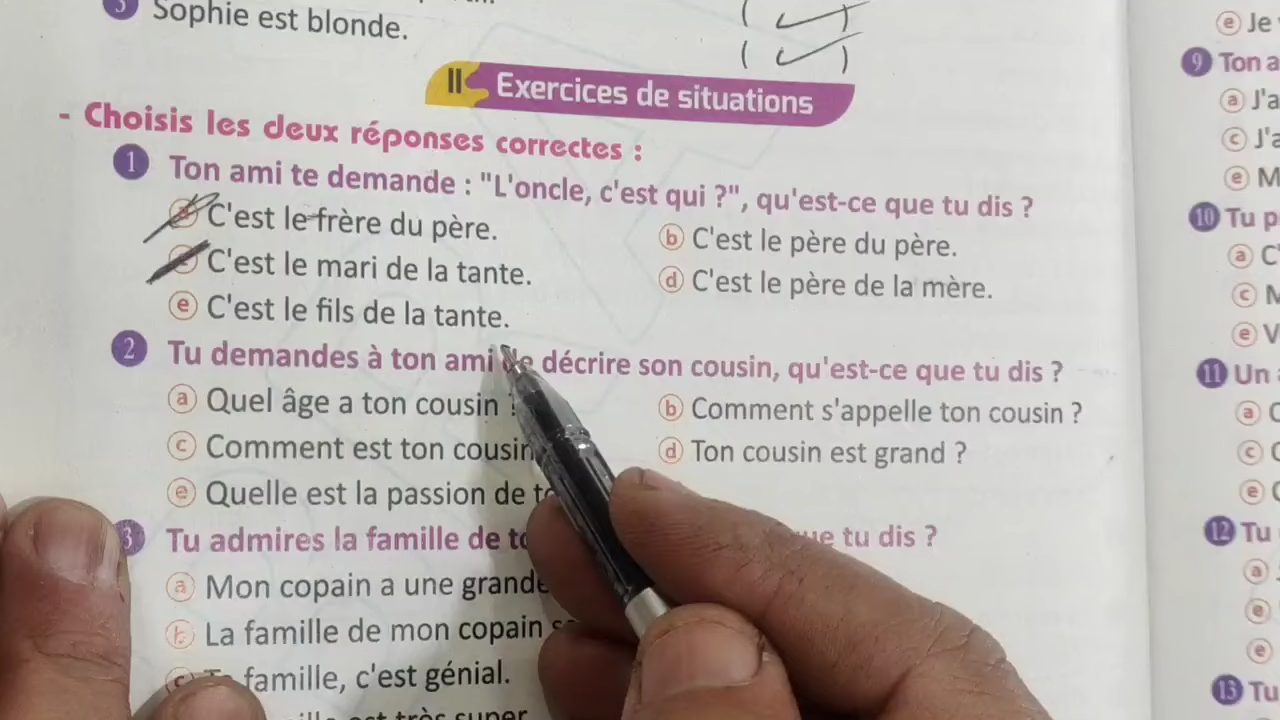 5 Sophie est blonde.
II Exercices de situations
- Choisis les deux réponses correctes :
1 Ton ami te demande : "L'oncle, c'est qui ?", qu'est-ce que tu dis ?
a C'est le frère du père.
b C'est le père du père.
C'est le mari de la tante.
d C'est le père de la mère.
e C'est le fils de la tante.
2 Tu demandes à ton ami de décrire son cousin, qu'est-ce que tu dis ?
a Quel âge a ton cousin ?
b Comment s'appelle ton cousin ?
c Comment est ton cousin
d Ton cousin est grand ?
e Quelle est la passion de
3 Tu admires la famille de
que tu dis ?
a Mon copain a une grande
b La famille de mon copain
c famille, c'est génial.
est très super
e Je
9 Ton a
a J'a
c J'a
e M
10 Tu p
a C
c M
e V
11 Un
a
c
e
12 Tu
a
e
e
13 Tu